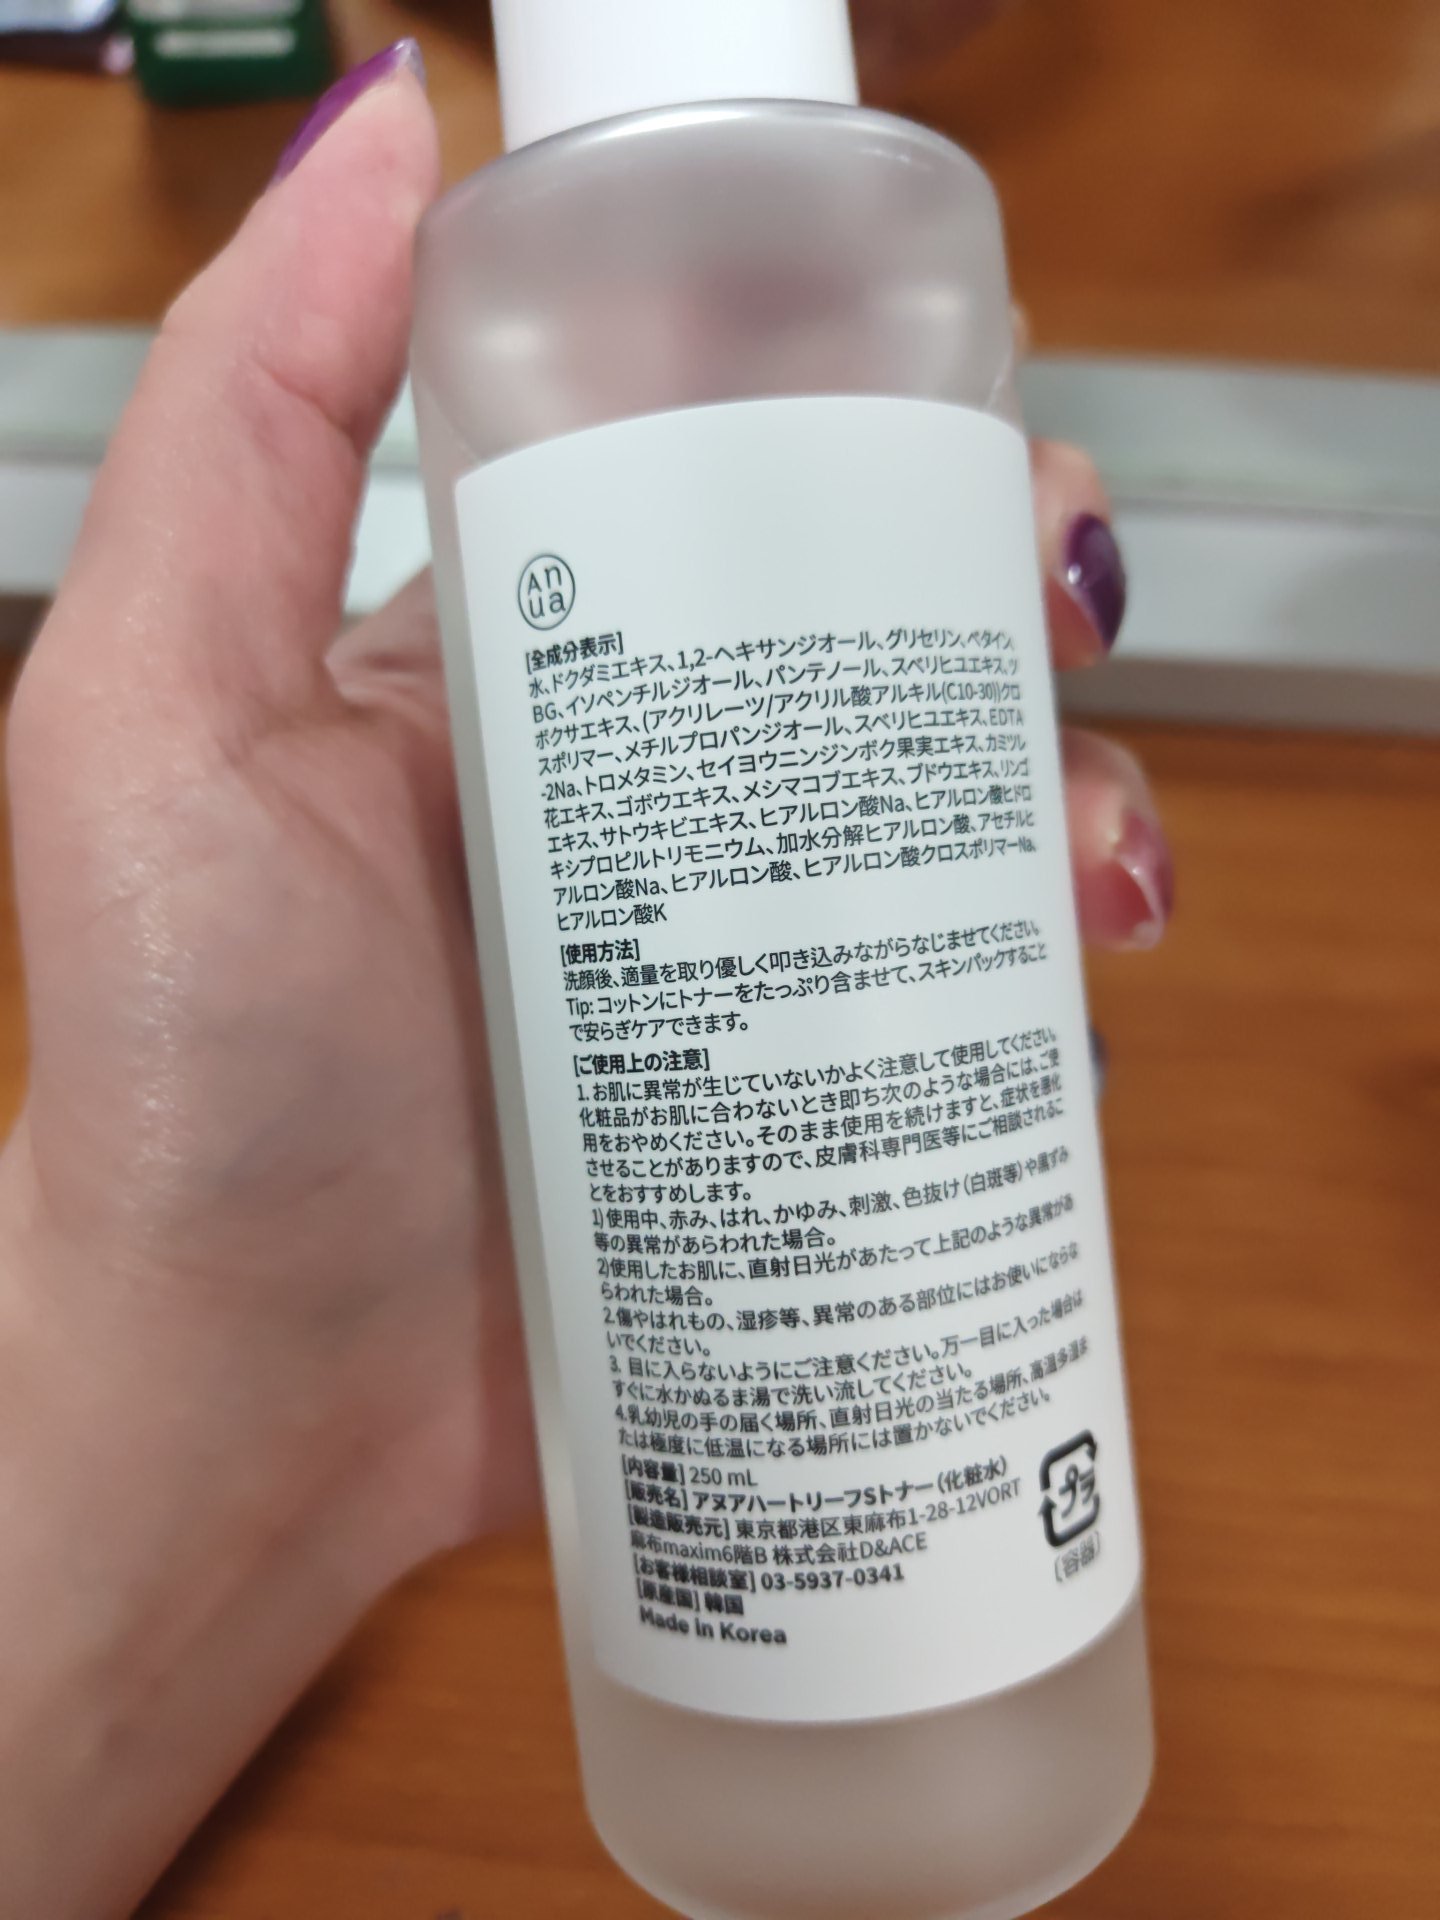 An
ua
[全成分表示]
水、ドクダミエキス、1,2-ヘキサンジオール、グリセリン、ベタイン、
BG、イソペンチルジオール、パンテノール、スベリヒユエキス、ツ
ボクサエキス、(アクリレーツ/アクリル酸アルキル(C10-30))クロ
スポリマー、メチルプロパンジオール、スベリヒユエキス、EDTA
-2Na、トロメタミン、セイヨウニンジンボク果実エキス、カミツレ
花エキス、ゴボウエキス、メシマコブエキス、ブドウエキス、リンゴ
エキス、サトウキビエキス、ヒアルロン酸Na、ヒアルロン酸ヒドロ
キシプロピルトリモニウム、加水分解ヒアルロン酸、アセチルヒ
アルロン酸Na、ヒアルロン酸、ヒアルロン酸クロスポリマーNa、
ヒアルロン酸K
[使用方法]
洗顔後、適量を取り優しく叩き込みながらなじませてください。
Tip: コットンにトナーをたっぷり含ませて、スキンパックすること
で安らぎケアできます。
[ご使用上の注意]
1. お肌に異常が生じていないかよく注意して使用してください。
化粧品がお肌に合わないとき即ち次のような場合には、ご使
用をおやめください。そのまま使用を続けますと、症状を悪化
させることがありますので、皮膚科専門医等にご相談されるこ
とをおすすめします。
1) 使用中、赤み、はれ、かゆみ、刺激、色抜け(白斑等)や黒ずみ
等の異常があらわれた場合。
2)使用したお肌に、直射日光があたって上記のような異常があ
らわれた場合。
2.傷やはれもの、湿疹等、異常のある部位にはお使いにならな
いでください。
3. 目に入らないようにご注意ください。万一目に入った場合は
すぐに水かぬるま湯で洗い流してください。
4.乳幼児の手の届く場所、直射日光の当たる場所、高温多湿ま
たは極度に低温になる場所には置かないでください。
[内容量] 250 mL
[販売名] アヌアハートリーフSトナー(化粧水)
[製造販売元] 東京都港区東麻布1-28-12VORT
麻布maxim6階B 株式会社D&ACE
[お客様相談室] 03-5937-0341
[原産国] 韓国
Made in Korea
プラ
(容器)